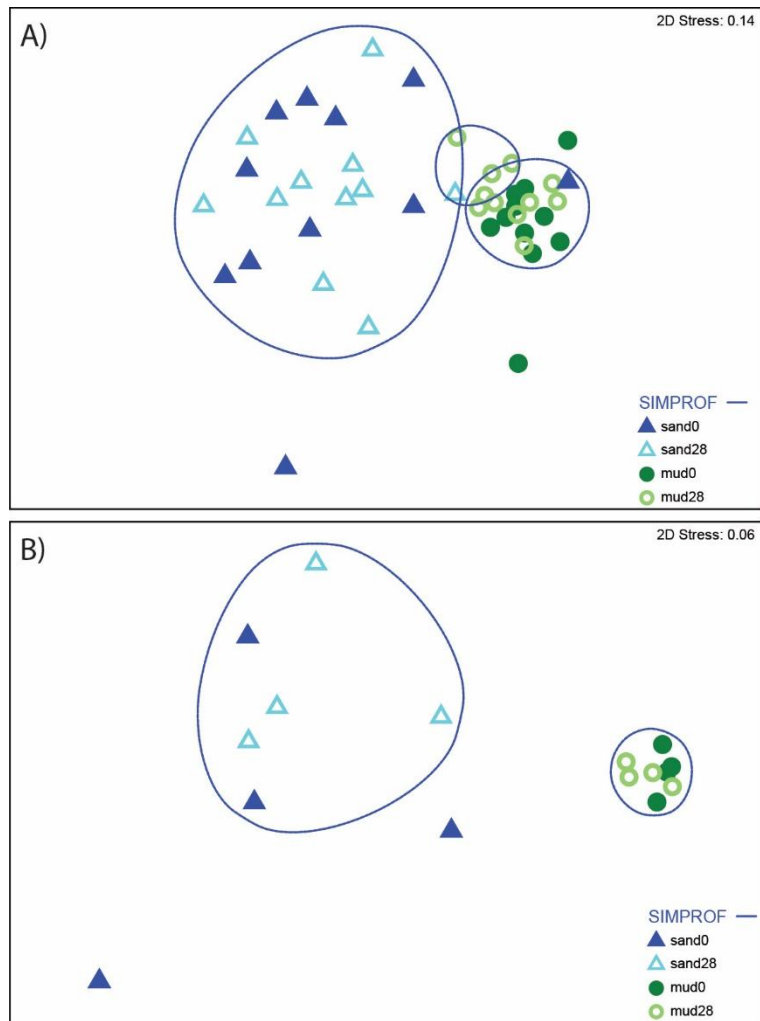 A)
2D Stress: 0.14
SIMPROF
sand0
sand28
mud0
mud28
B)
2D Stress: 0.06
SIMPROF
sand0
sand28
mud0
mud28